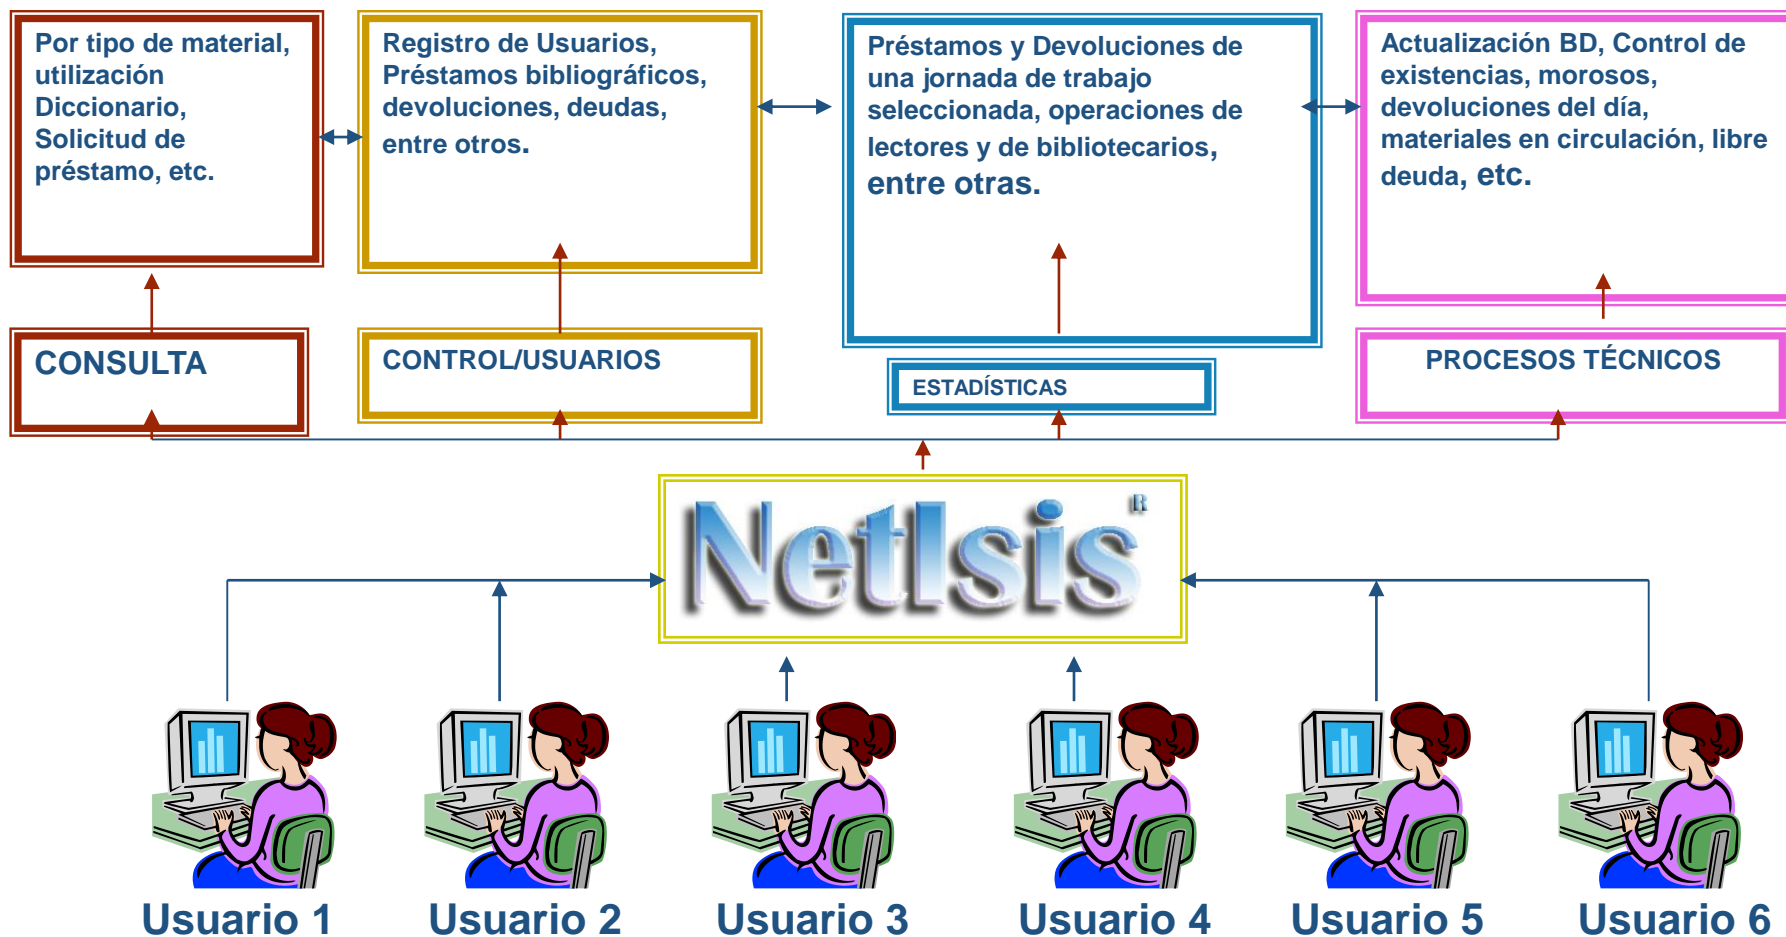 Por tipo de material,
utilización
Diccionario,
Solicitud de
préstamo, etc.
Registro de Usuarios,
Préstamos bibliográficos,
devoluciones, deudas,
entre otros.
Préstamos y Devoluciones de
una jornada de trabajo
seleccionada, operaciones de
lectores y de bibliotecarios,
entre otras.
Actualización BD, Control de
existencias, morosos,
devoluciones del día,
materiales en circulación, libre
deuda, etc.
CONSULTA
CONTROL/USUARIOS
ESTADÍSTICAS
PROCESOS TÉCNICOS
NetIsis R
Usuario 1
Usuario 2
Usuario 3
Usuario 4
Usuario 5
Usuario 6